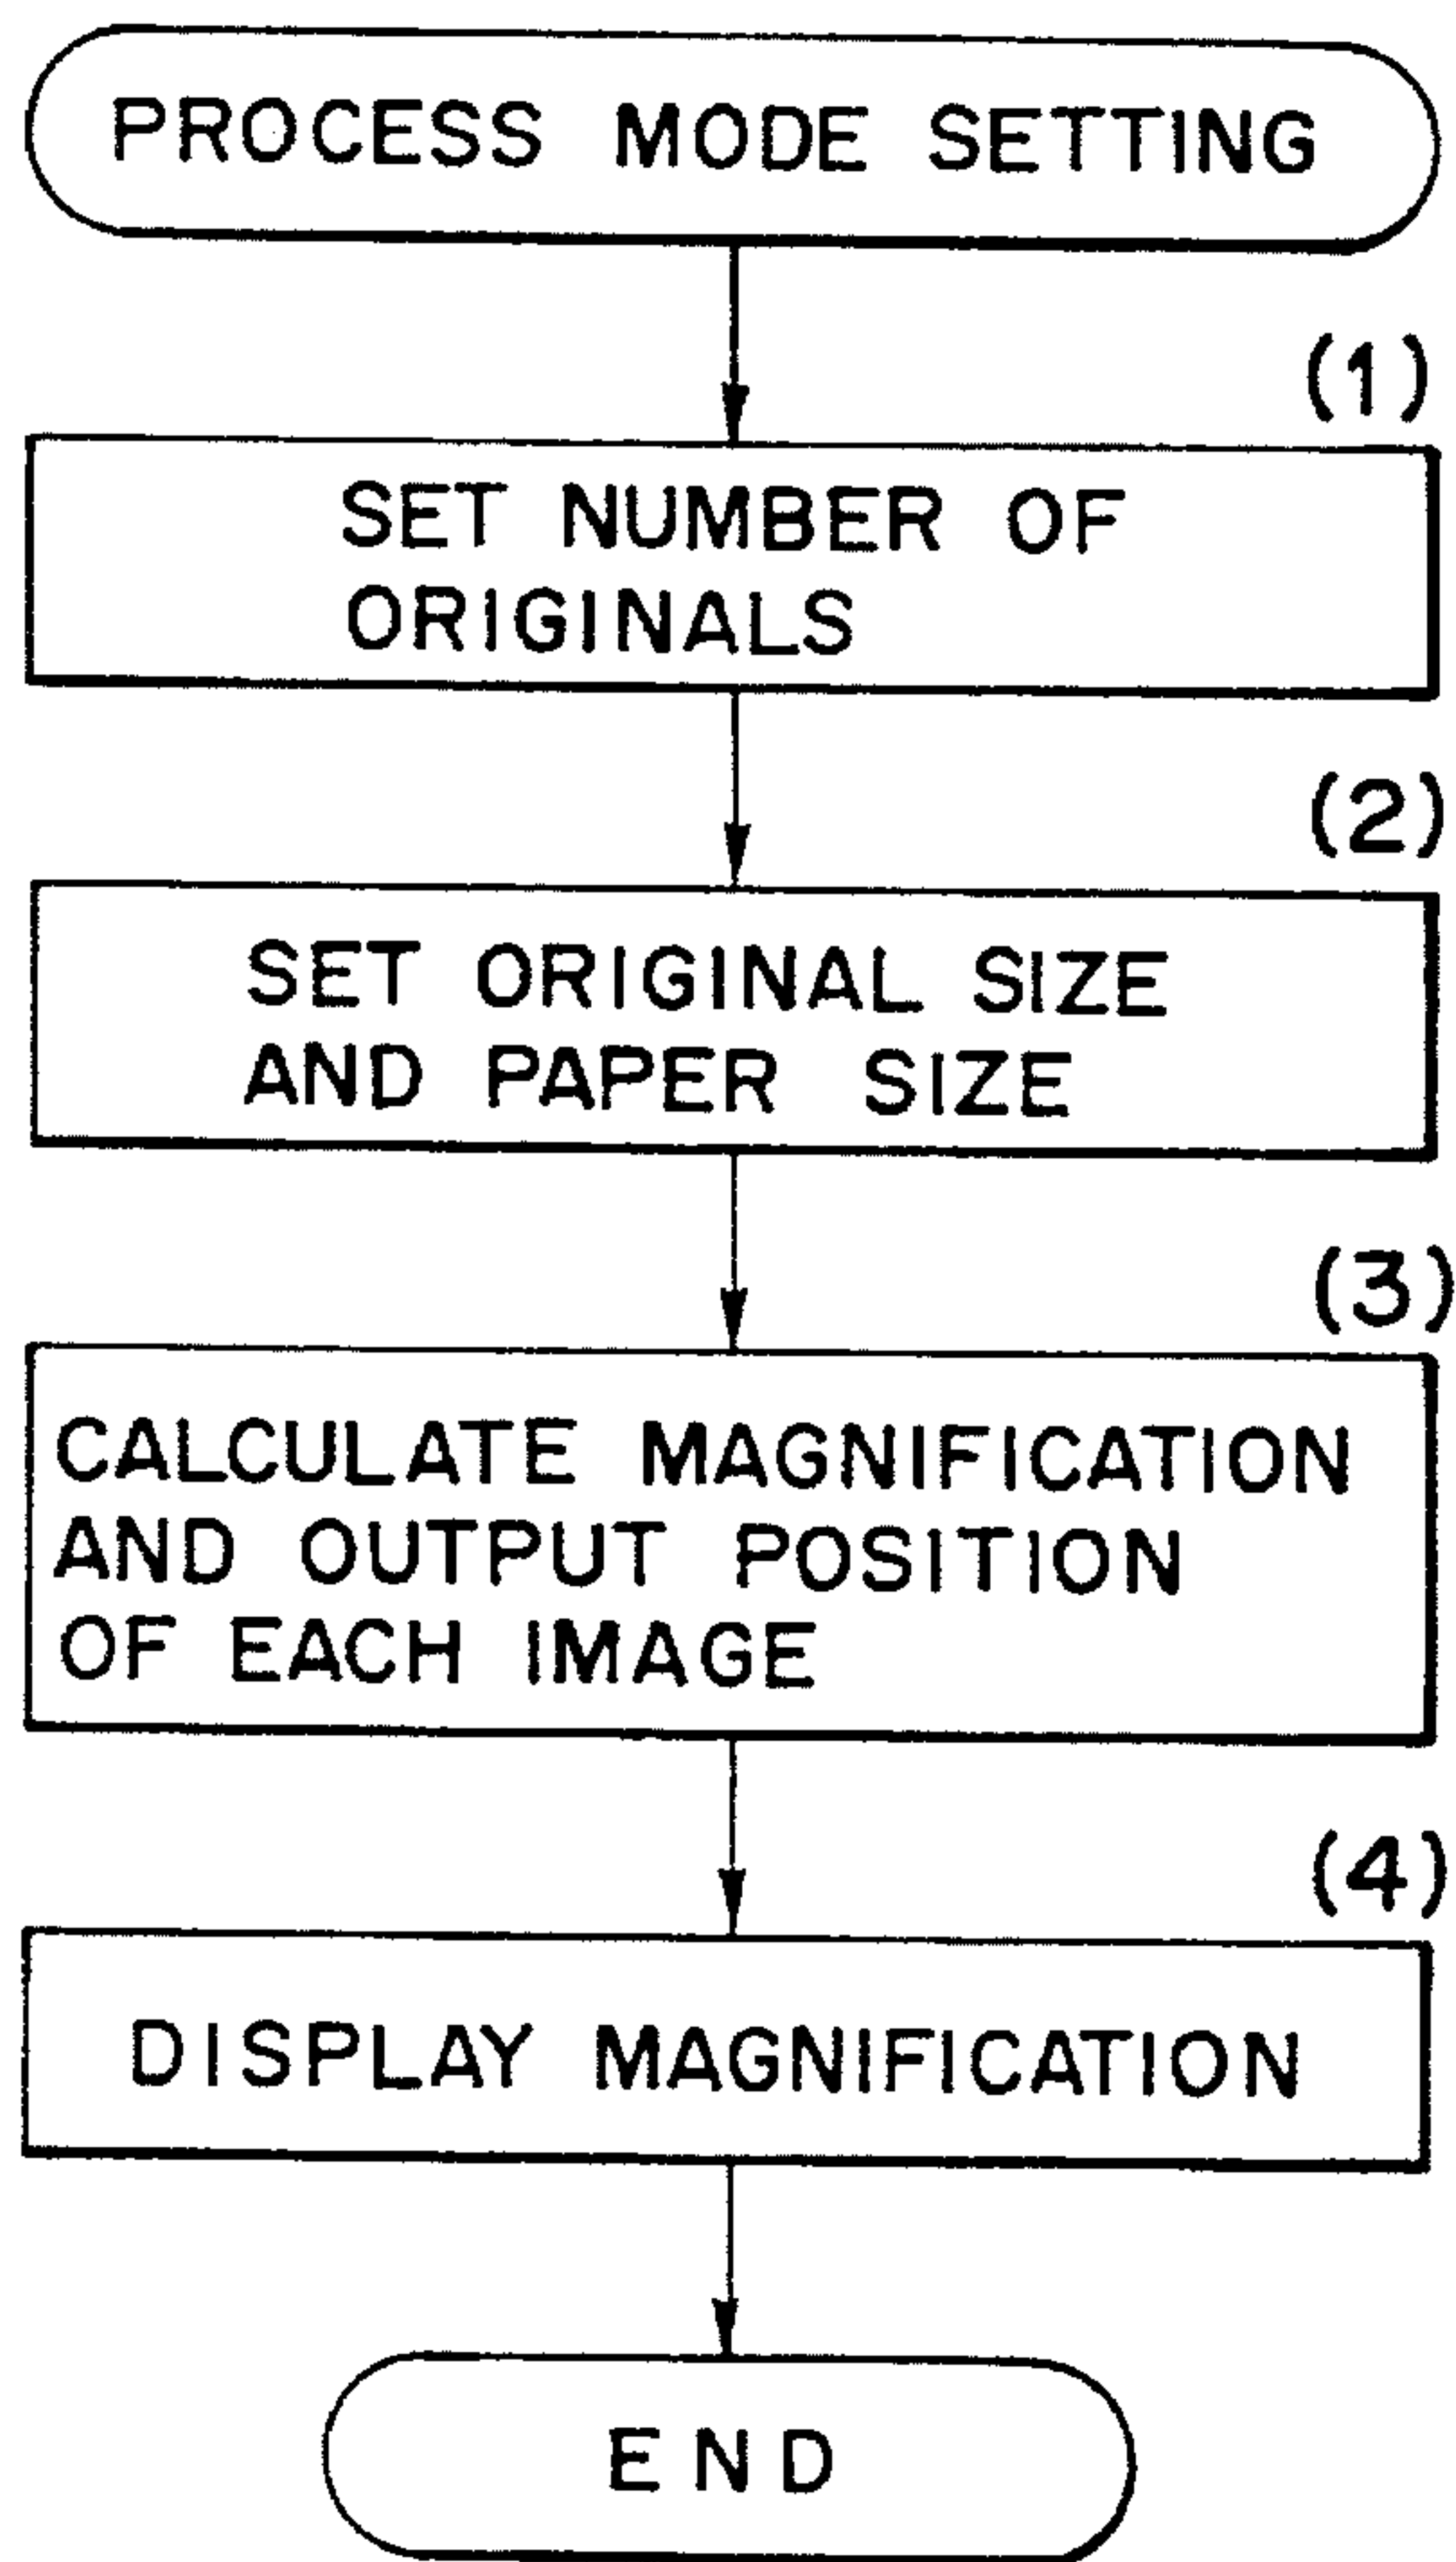 PROCESS MODE SETTING
(1)
SET NUMBER OF
ORIGINALS
(2)
SET ORIGINAL SIZE
AND PAPER SIZE
(3)
CALCULATE MAGNIFICATION
AND OUTPUT POSITION
OF EACH IMAGE
(4)
DISPLAY MAGNIFICATION
END